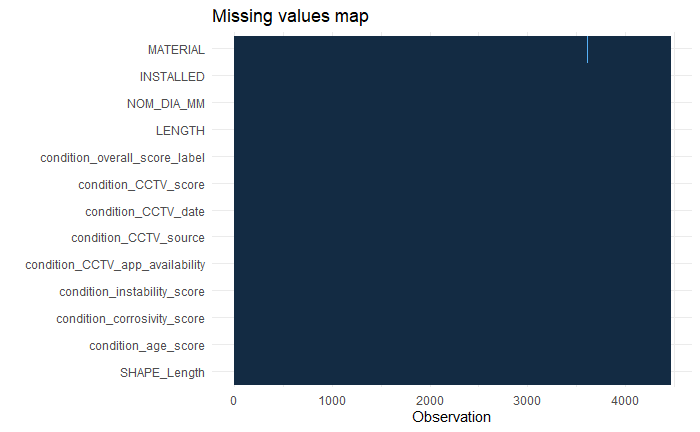 Missing values map
MATERIAL
INSTALLED
NOM_DIA_MM
LENGTH
condition_overall_score_label
condition_CCTV_score
condition_CCTV_date
condition_CCTV_source
condition_CCTV_app_availability
condition_instability_score
condition_corrosivity_score
condition_age_score
SHAPE_Length
0 1000 2000 3000 4000
Observation